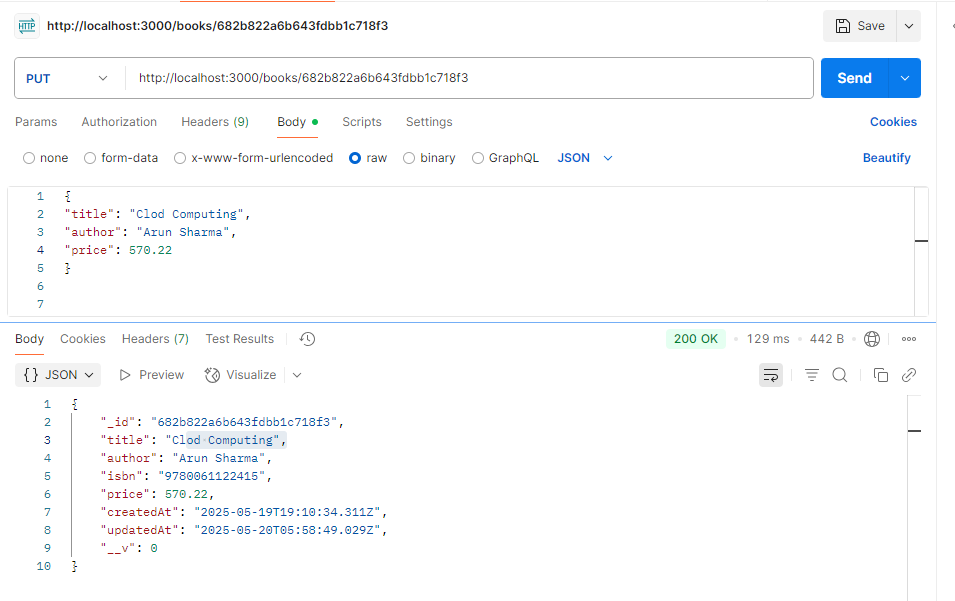 HTTP http://localhost:3000/books/682b822a6b643fdbb1c718f3 Save
PUT http://localhost:3000/books/682b822a6b643fdbb1c718f3 Send
Params Authorization Headers (9) Body Scripts Settings Cookies
none form-data x-www-form-urlencoded raw binary GraphQL JSON Beautify
1 {
2 "title": "Clod Computing",
3 "author": "Arun Sharma",
4 "price": 570.22
5 }
6
7
Body Cookies Headers (7) Test Results 200 OK 129 ms 442 B
{} JSON Preview Visualize
1 {
2 "_id": "682b822a6b643fdbb1c718f3",
3 "title": "Clod Computing",
4 "author": "Arun Sharma",
5 "isbn": "9780061122415",
6 "price": 570.22,
7 "createdAt": "2025-05-19T19:10:34.311Z",
8 "updatedAt": "2025-05-20T05:58:49.029Z",
9 "__v": 0
10 }